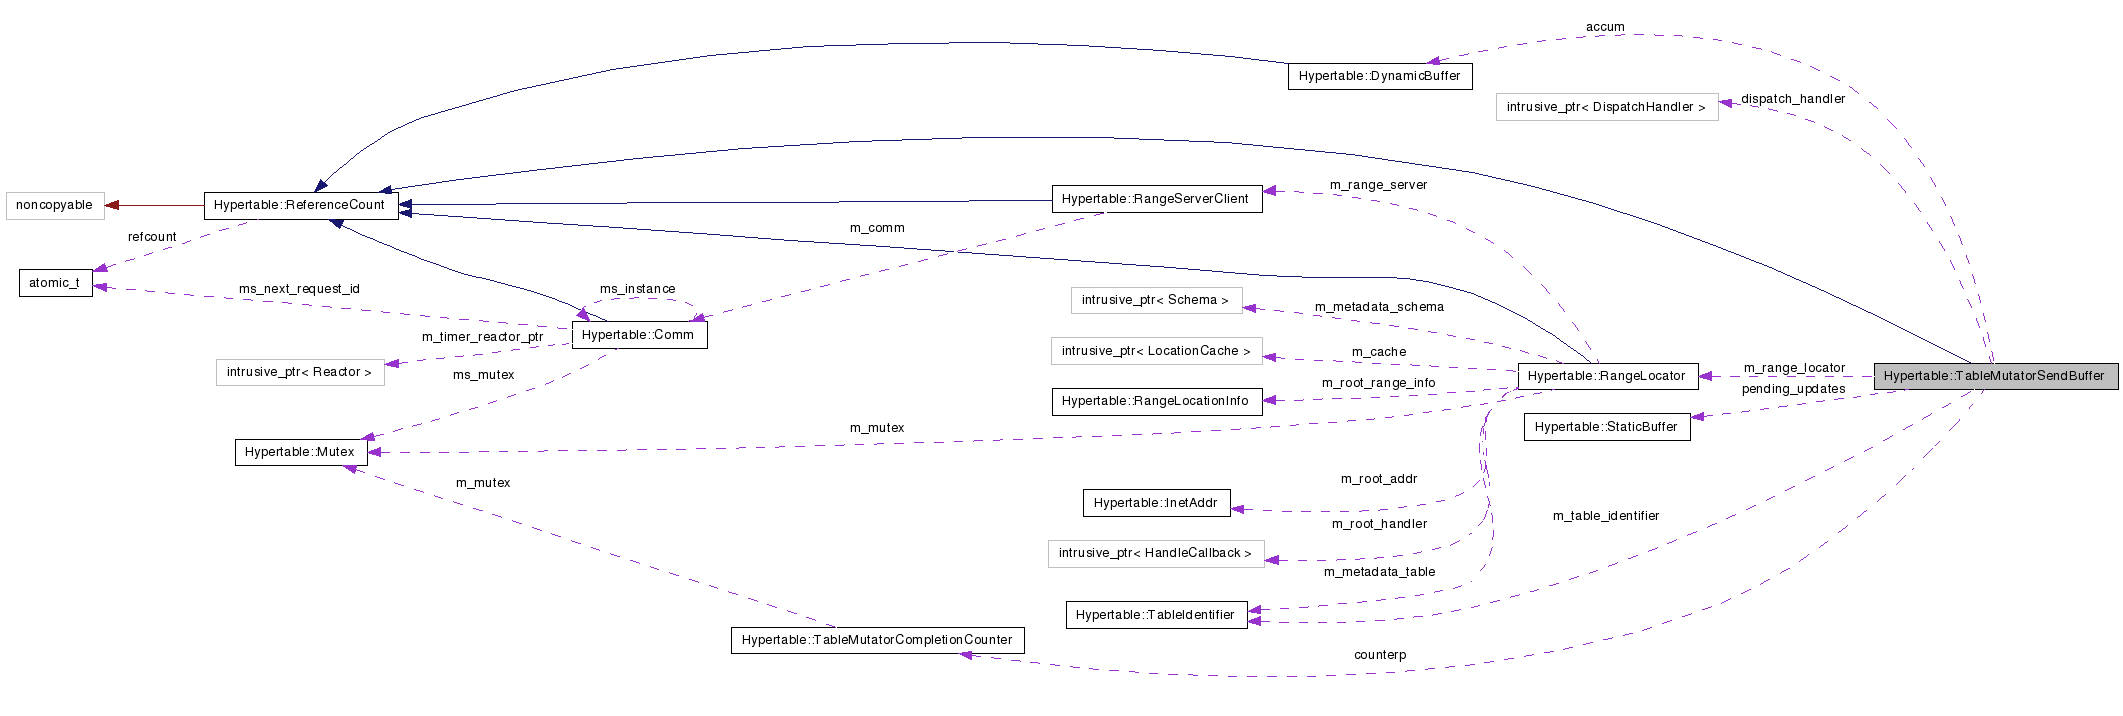 accum
Hypertable::DynamicBuffer
dispatch_handler
intrusive_ptr< DispatchHandler >
m_range_server
Hypertable::RangeServerClient
noncopyable
Hypertable::ReferenceCount
m_comm
refcount
atomic_t
ms_next_request_id
ms_instance
intrusive_ptr< Schema >
m_metadata_schema
Hypertable::Comm
m_timer_reactor_ptr
intrusive_ptr< LocationCache >
m_cache
intrusive_ptr< Reactor >
ms_mutex
m_range_locator
Hypertable::RangeLocator
Hypertable::TableMutatorSendBuffer
m_root_range_info
pending_updates
Hypertable::RangeLocationInfo
m_mutex
Hypertable::StaticBuffer
Hypertable::Mutex
m_root_addr
m_mutex
Hypertable::InetAddr
m_table_identifier
m_root_handler
intrusive_ptr< HandleCallback >
m_metadata_table
Hypertable::TableIdentifier
Hypertable::TableMutatorCompletionCounter
counterp